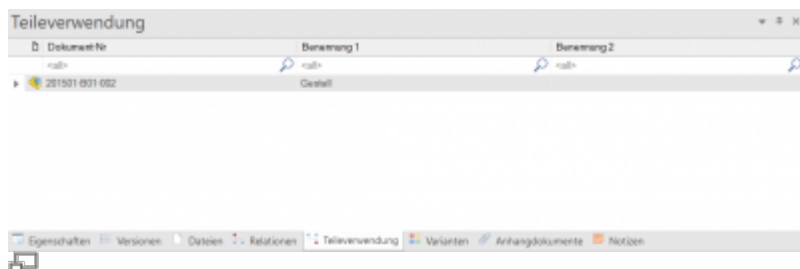 Teileverwendung
Dokument-Nr Benennung 1 Benennung 2
<all> <all> <all>
201501-B01-002 Gestell
Eigenschaften Versionen Dateien Relationen Teileverwendung Varianten Anhangdokumente Notizen